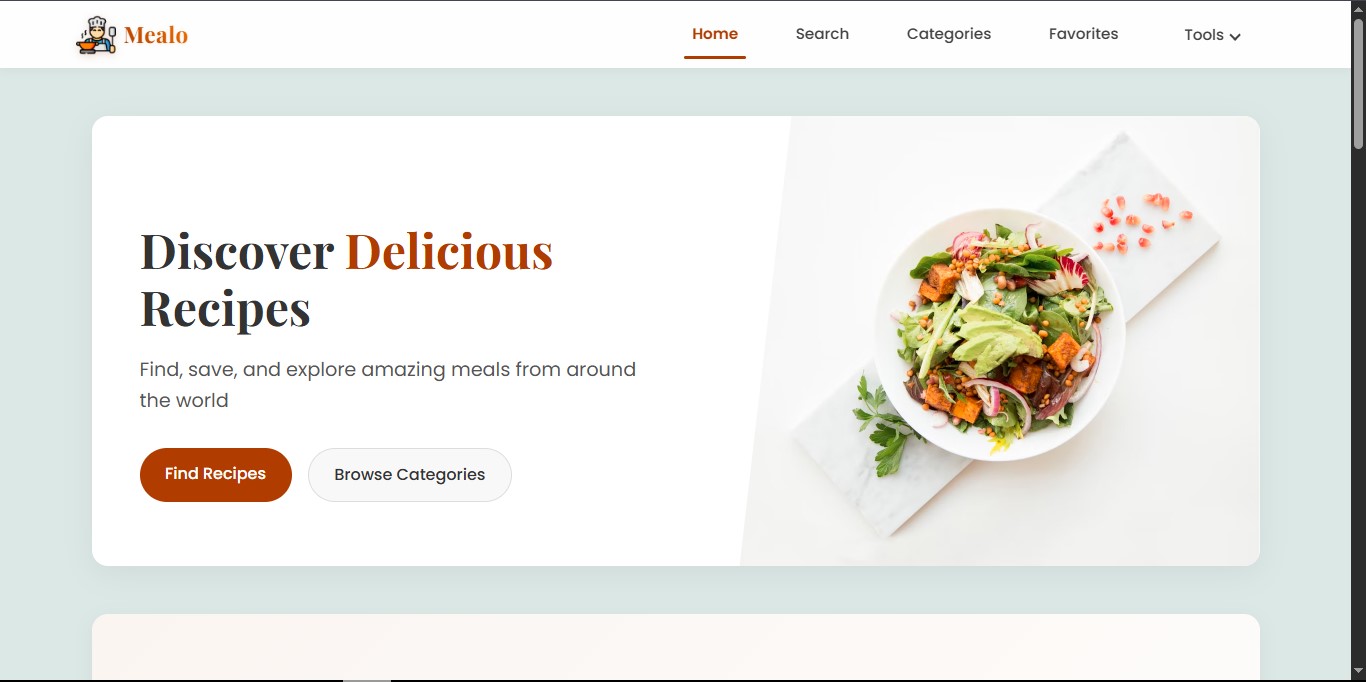 Mealo
Home
Search
Categories
Favorites
Tools
Discover Delicious
Recipes
Find, save, and explore amazing meals from around
the world
Find Recipes
Browse Categories